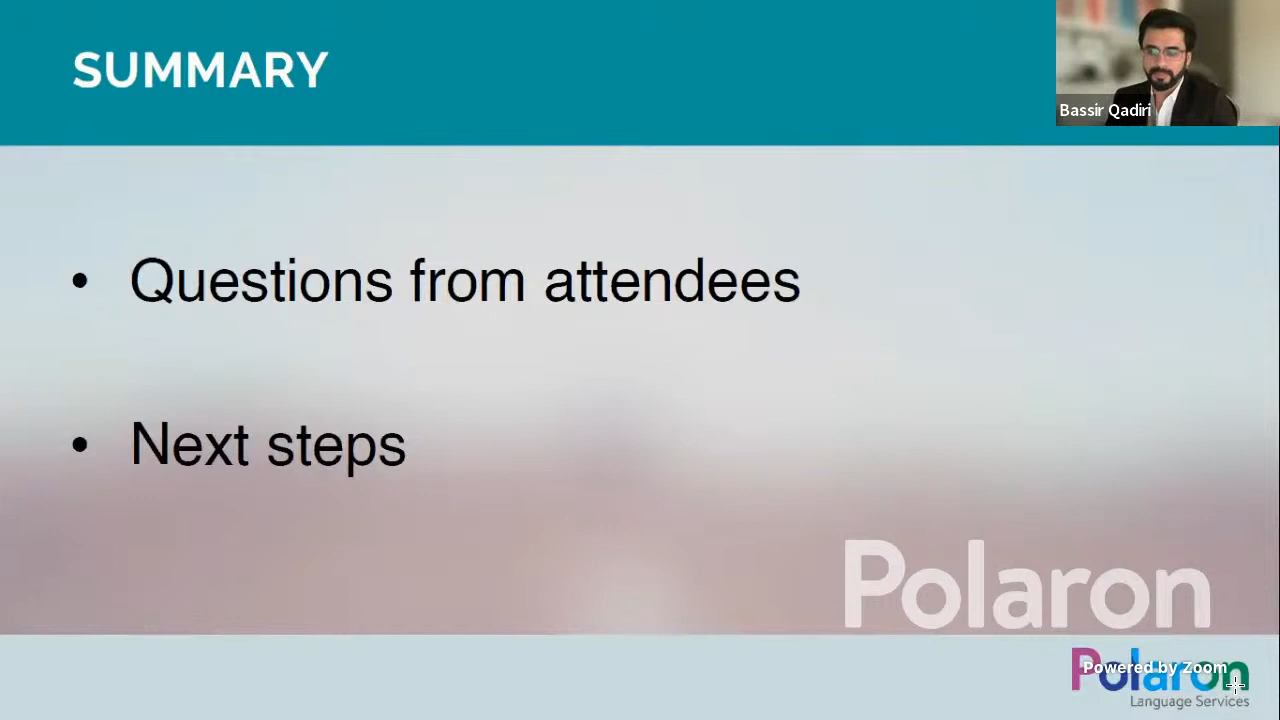 SUMMARY
Bassir Qadiri
• Questions from attendees
• Next steps
Polaron
Polaron
Powered by Zoom
Language Services